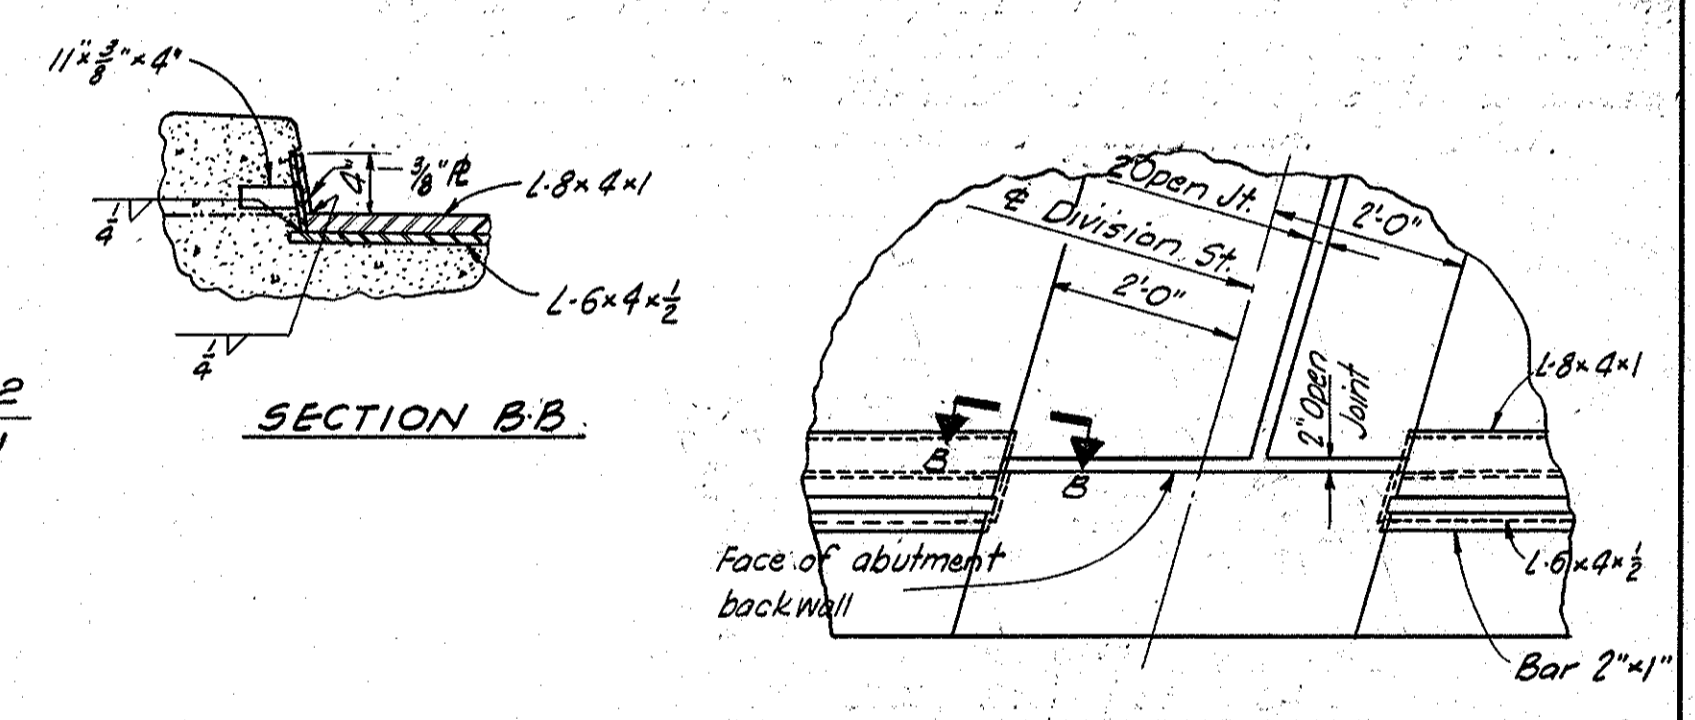 11"×3/8"×4"
4"
3/8" ℞
L-8×4×1
L-6×4×1/2
1/4
1/4
SECTION B-B
2
2"Open Jt.
℄ Division St.
2'-0"
2'-0"
2" Open
Joint
L-8×4×1
B
B
Face of abutment
backwall
L-6×4×1/2
Bar 2"×1"